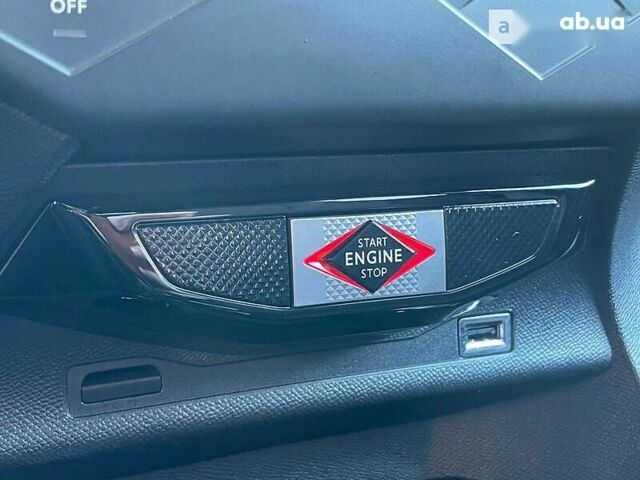 OFF
a ab.ua
START
ENGINE
STOP